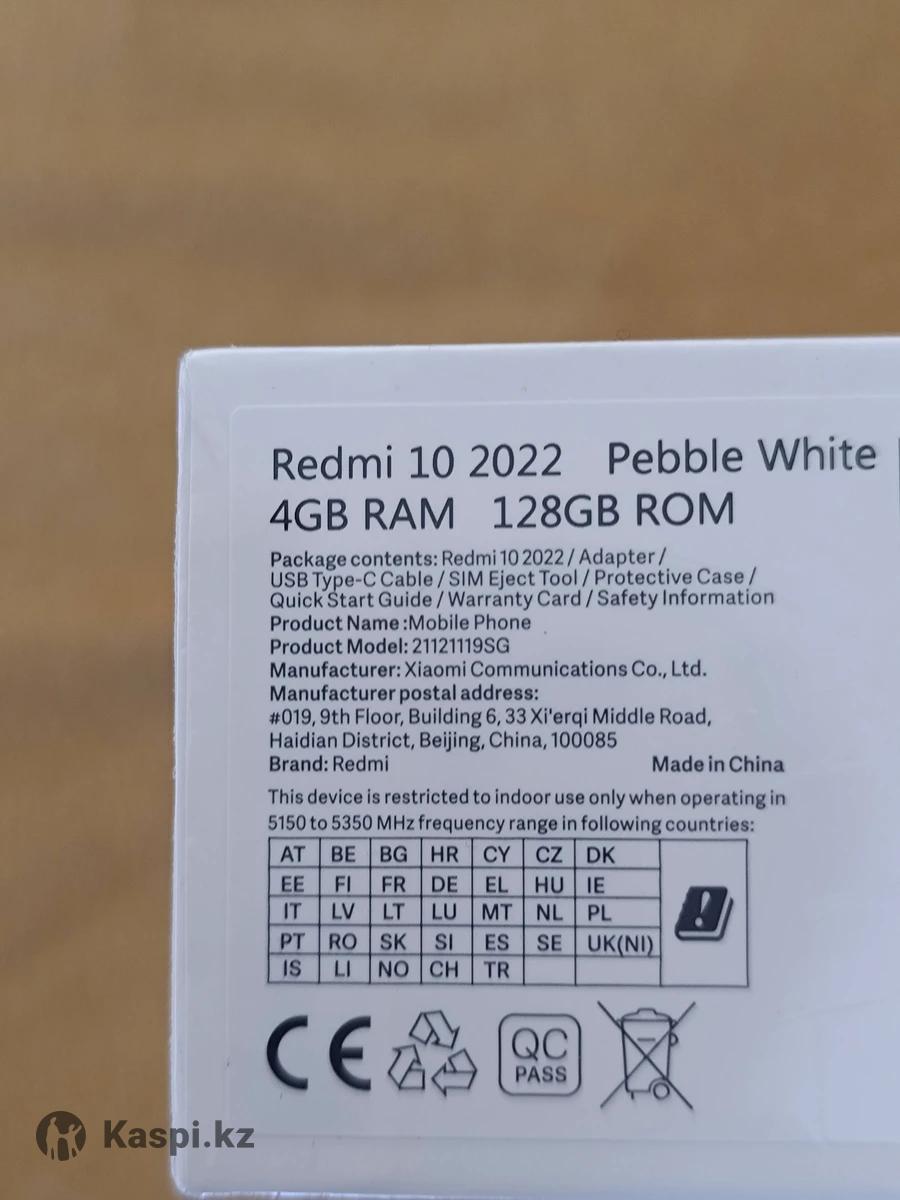 Redmi 10 2022 Pebble White
4GB RAM 128GB ROM
Package contents: Redmi 10 2022 / Adapter /
USB Type-C Cable / SIM Eject Tool / Protective Case /
Quick Start Guide / Warranty Card / Safety Information
Product Name :Mobile Phone
Product Model: 21121119SG
Manufacturer: Xiaomi Communications Co., Ltd.
Manufacturer postal address:
#019, 9th Floor, Building 6, 33 Xi'erqi Middle Road,
Haidian District, Beijing, China, 100085
Brand: Redmi Made in China
This device is restricted to indoor use only when operating in
5150 to 5350 MHz frequency range in following countries:
AT BE BG HR CY CZ DK
EE FI FR DE EL HU IE
IT LV LT LU MT NL PL
PT RO SK SI ES SE UK(NI)
IS LI NO CH TR
CE
QC
PASS
Kaspi.kz